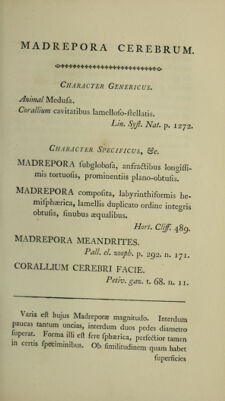 MADREPORA CEREBRUM.
CHARACTER GENERICUS.
Animal Meduſa.
Corallium cavitatibus lamelloſo-ſtellatis.
Lin. Syſt. Nat. p. 1272.
CHARACTER SPECIFICUS, &c.
MADREPORA ſubgloboſa, anfractibus longiſſi-
mis tortuoſis, prominentiis plano-obtuſis.
MADREPORA compoſita, labyrinthiformis he-
miſphærica, lamellis duplicato ordine integris
obtuſis, ſinubus æqualibus.
Hort. Cliff. 489.
MADREPORA MEANDRITES.
Pall. el. zooph. p. 292. n. 171.
CORALLIUM CEREBRI FACIE.
Petiv. gaz. t. 68. n. 11.
Varia eſt hujus Madreporæ magnitudo. Interdum
paucas tantum uncias, interdum duos pedes diametro
ſuperat. Forma illi eſt fere ſphærica, perfectior tamen
in certis ſpeciminibus. Ob ſimilitudinem quam habet
ſuperficies